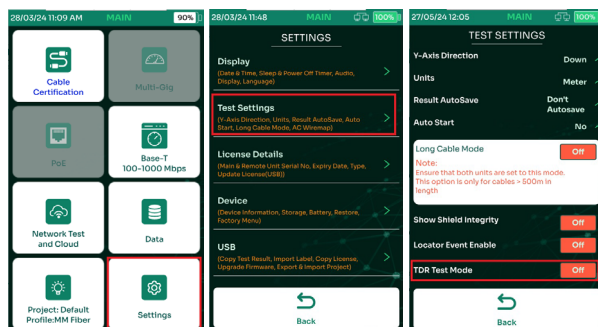 28/03/24 11:09 AM MAIN 90%
Cable
Certification
Multi-Gig
PoE
Base-T
100-1000 Mbps
Network Test
and Cloud
Data
Project: Default
Profile:MM Fiber
Settings
28/03/24 11:48 MAIN 100%
SETTINGS
Display
(Date & Time, Sleep & Power Off Timer, Audio,
Display, Language)
Test Settings
(Y-Axis Direction, Units, Result AutoSave, Auto
Start, Long Cable Mode, AC Wiremap)
License Details
(Main & Remote Unit Serial No, Expiry Date, Type,
Update License(USB))
Device
(Device Information, Storage, Battery, Restore,
Factory Menu)
USB
(Copy Test Result, Import Label, Copy License,
Upgrade Firmware, Export & Import Project)
Back
27/05/24 12:05 MAIN 100%
TEST SETTINGS
Y-Axis Direction Down
Units Meter
Result AutoSave Don't
Autosave
Auto Start No
Long Cable Mode Off
Note:
Ensure that both units are set to this mode.
This option is only for cables > 500m in
length
Show Shield Integrity Off
Locator Event Enable Off
TDR Test Mode Off
Back